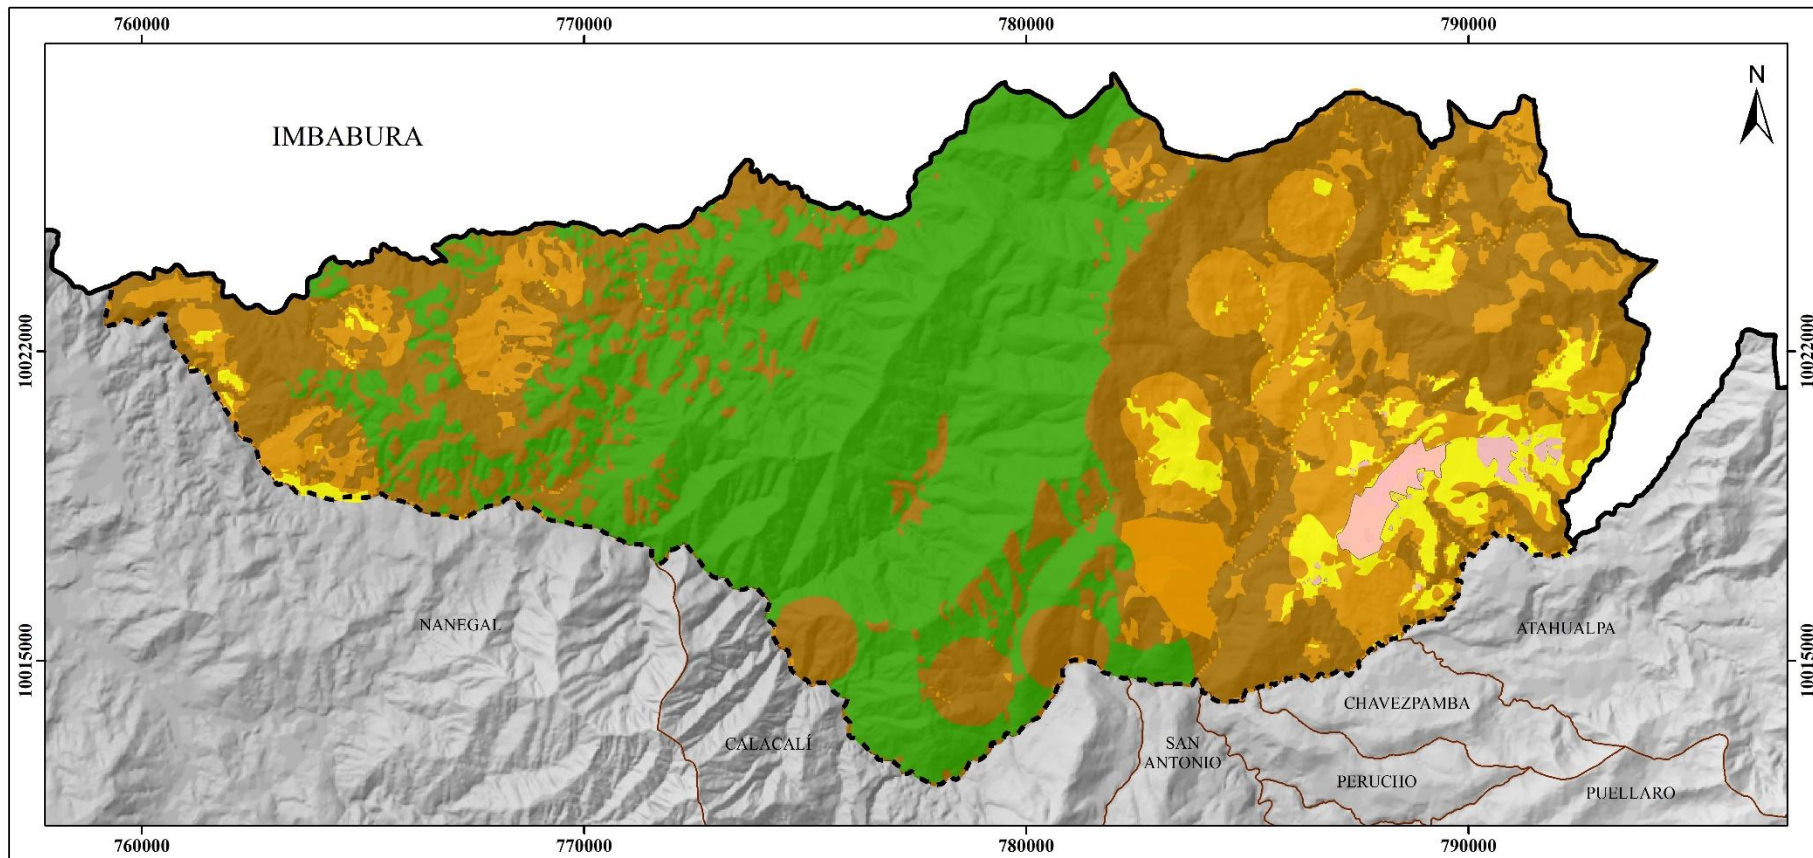 760000
770000
780000
790000
N
IMBABURA
10022000
10022000
NANEGAL
ATAHUALPA
10015000
10015000
CHAVEZPAMBA
CALACALÍ
SAN
ANTONIO
PERUCHO
PUELLARO
760000
770000
780000
790000